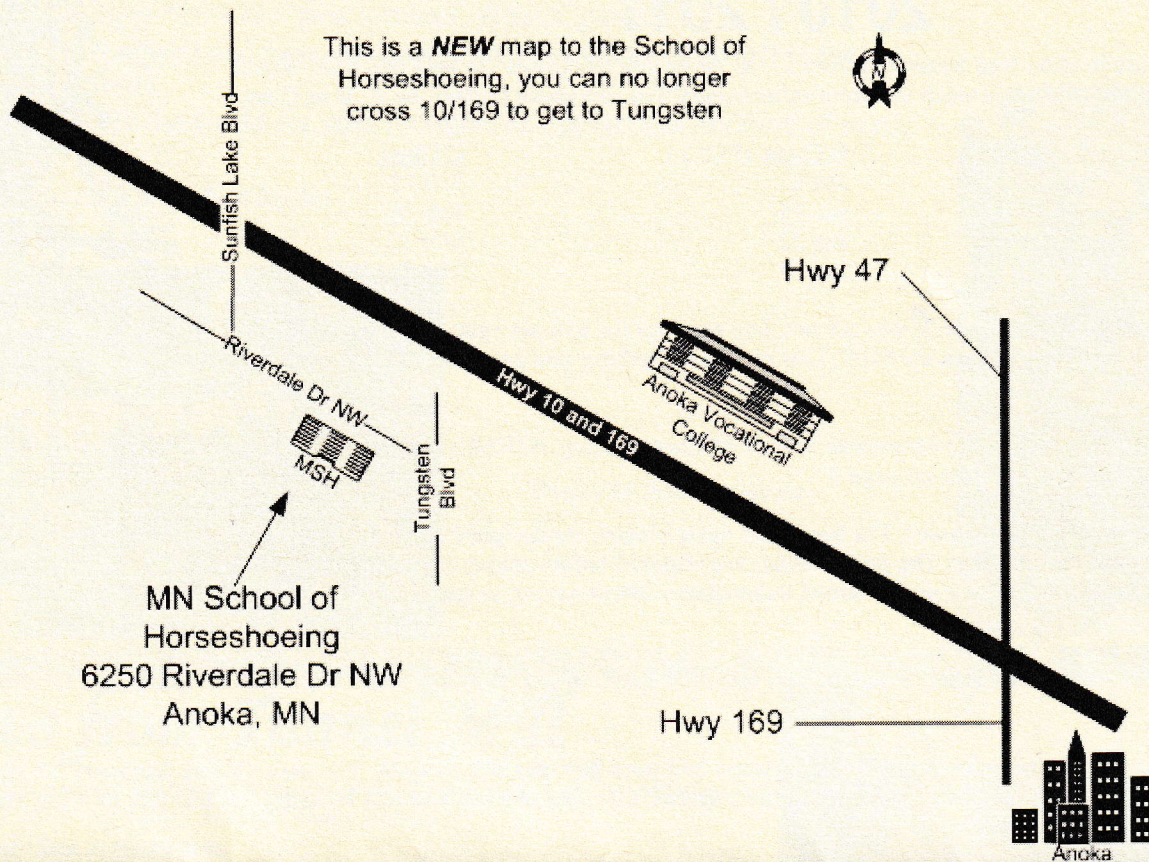 This is a NEW map to the School of
Horseshoeing, you can no longer
cross 10/169 to get to Tungsten
N
Sunfish Lake Blvd
Hwy 47
Riverdale Dr NW
Hwy 10 and 169
Anoka Vocational
College
MSH
Tungsten
Blvd
MN School of
Horseshoeing
6250 Riverdale Dr NW
Anoka, MN
Hwy 169
Anoka